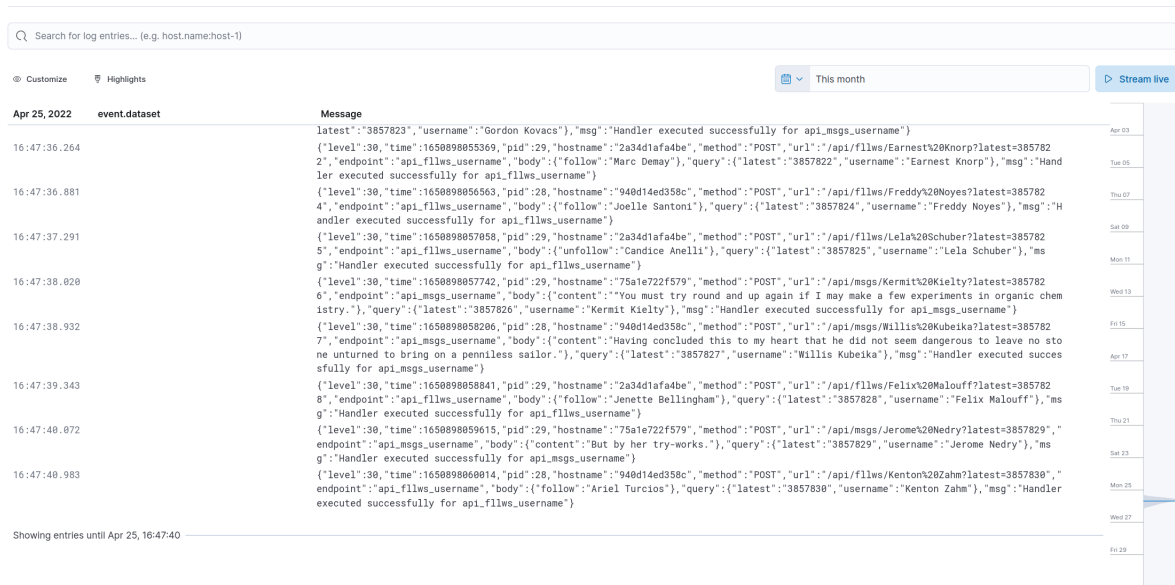 Search for log entries... (e.g. host.name:host-1)
Customize Highlights This month Stream live
Apr 25, 2022 event.dataset Message
latest":"3857823","username":"Gordon Kovacs"},"msg":"Handler executed successfully for api_msgs_username"}
16:47:36.264 {"level":30,"time":1650898055369,"pid":29,"hostname":"2a34d1afa4be","method":"POST","url":"/api/fllws/Earnest%20Knorp?latest=385782
2","endpoint":"api_fllws_username","body":{"follow":"Marc Demay"},"query":{"latest":"3857822","username":"Earnest Knorp"},"msg":"Hand
ler executed successfully for api_fllws_username"}
16:47:36.881 {"level":30,"time":1650898056563,"pid":28,"hostname":"940d14ed358c","method":"POST","url":"/api/fllws/Freddy%20Noyes?latest=385782
4","endpoint":"api_fllws_username","body":{"follow":"Joelle Santoni"},"query":{"latest":"3857824","username":"Freddy Noyes"},"msg":"H
andler executed successfully for api_fllws_username"}
16:47:37.291 {"level":30,"time":1650898057058,"pid":29,"hostname":"2a34d1afa4be","method":"POST","url":"/api/fllws/Lela%20Schuber?latest=385782
5","endpoint":"api_fllws_username","body":{"unfollow":"Candice Anelli"},"query":{"latest":"3857825","username":"Lela Schuber"},"ms
g":"Handler executed successfully for api_fllws_username"}
16:47:38.020 {"level":30,"time":1650898057742,"pid":29,"hostname":"75a1e722f579","method":"POST","url":"/api/msgs/Kermit%20Kielty?latest=385782
6","endpoint":"api_msgs_username","body":{"content":""You must try round and up again if I may make a few experiments in organic chem
istry."},"query":{"latest":"3857826","username":"Kermit Kielty"},"msg":"Handler executed successfully for api_msgs_username"}
16:47:38.932 {"level":30,"time":1650898058206,"pid":29,"hostname":"940d14ed358c","method":"POST","url":"/api/msgs/Willis%20Kubeika?latest=385782
7","endpoint":"api_msgs_username","body":{"content":"Having concluded this to my heart that he did not seem dangerous to leave no sto
ne unturned to bring on a penniless sailor."},"query":{"latest":"3857827","username":"Willis Kubeika"},"msg":"Handler executed succes
sfully for api_msgs_username"}
16:47:39.343 {"level":30,"time":1650898058841,"pid":29,"hostname":"2a34d1afa4be","method":"POST","url":"/api/fllws/Felix%20Malouff?latest=385782
8","endpoint":"api_fllws_username","body":{"follow":"Jenette Bellingham"},"query":{"latest":"3857828","username":"Felix Malouff"},"ms
g":"Handler executed successfully for api_fllws_username"}
16:47:40.072 {"level":30,"time":1650898059615,"pid":29,"hostname":"75a1e722f579","method":"POST","url":"/api/msgs/Jerome%20Nedry?latest=3857829","
endpoint":"api_msgs_username","body":{"content":"But by her try-works."},"query":{"latest":"3857829","username":"Jerome Nedry"},"ms
g":"Handler executed successfully for api_msgs_username"}
16:47:40.983 {"level":30,"time":1650898060014,"pid":28,"hostname":"940d14ed358c","method":"POST","url":"/api/fllws/Kenton%20Zahm?latest=3857830","
endpoint":"api_fllws_username","body":{"follow":"Ariel Turcios"},"query":{"latest":"3857830","username":"Kenton Zahm"},"msg":"Handler
executed successfully for api_fllws_username"}
Showing entries until Apr 25, 16:47:40
Apr 03
Tue 05
Thu 07
Sat 09
Mon 11
Wed 13
Fri 15
Apr 17
Tue 19
Thu 21
Sat 23
Mon 25
Wed 27
Fri 29